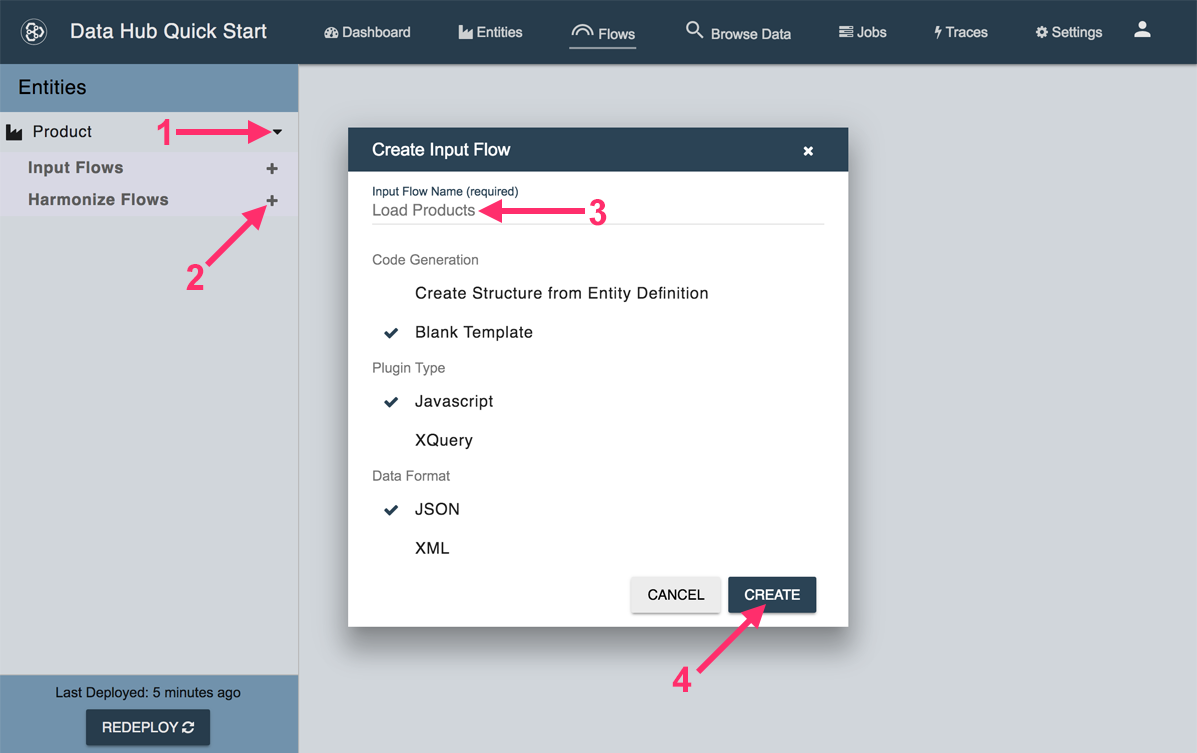 Data Hub Quick Start Dashboard Entities Flows Browse Data Jobs Traces Settings
Entities
Product 1
Input Flows +
Harmonize Flows +
2
Create Input Flow ×
Input Flow Name (required)
Load Products 3
Code Generation
Create Structure from Entity Definition
Blank Template
Plugin Type
Javascript
XQuery
Data Format
JSON
XML
CANCEL CREATE
4
Last Deployed: 5 minutes ago
REDEPLOY